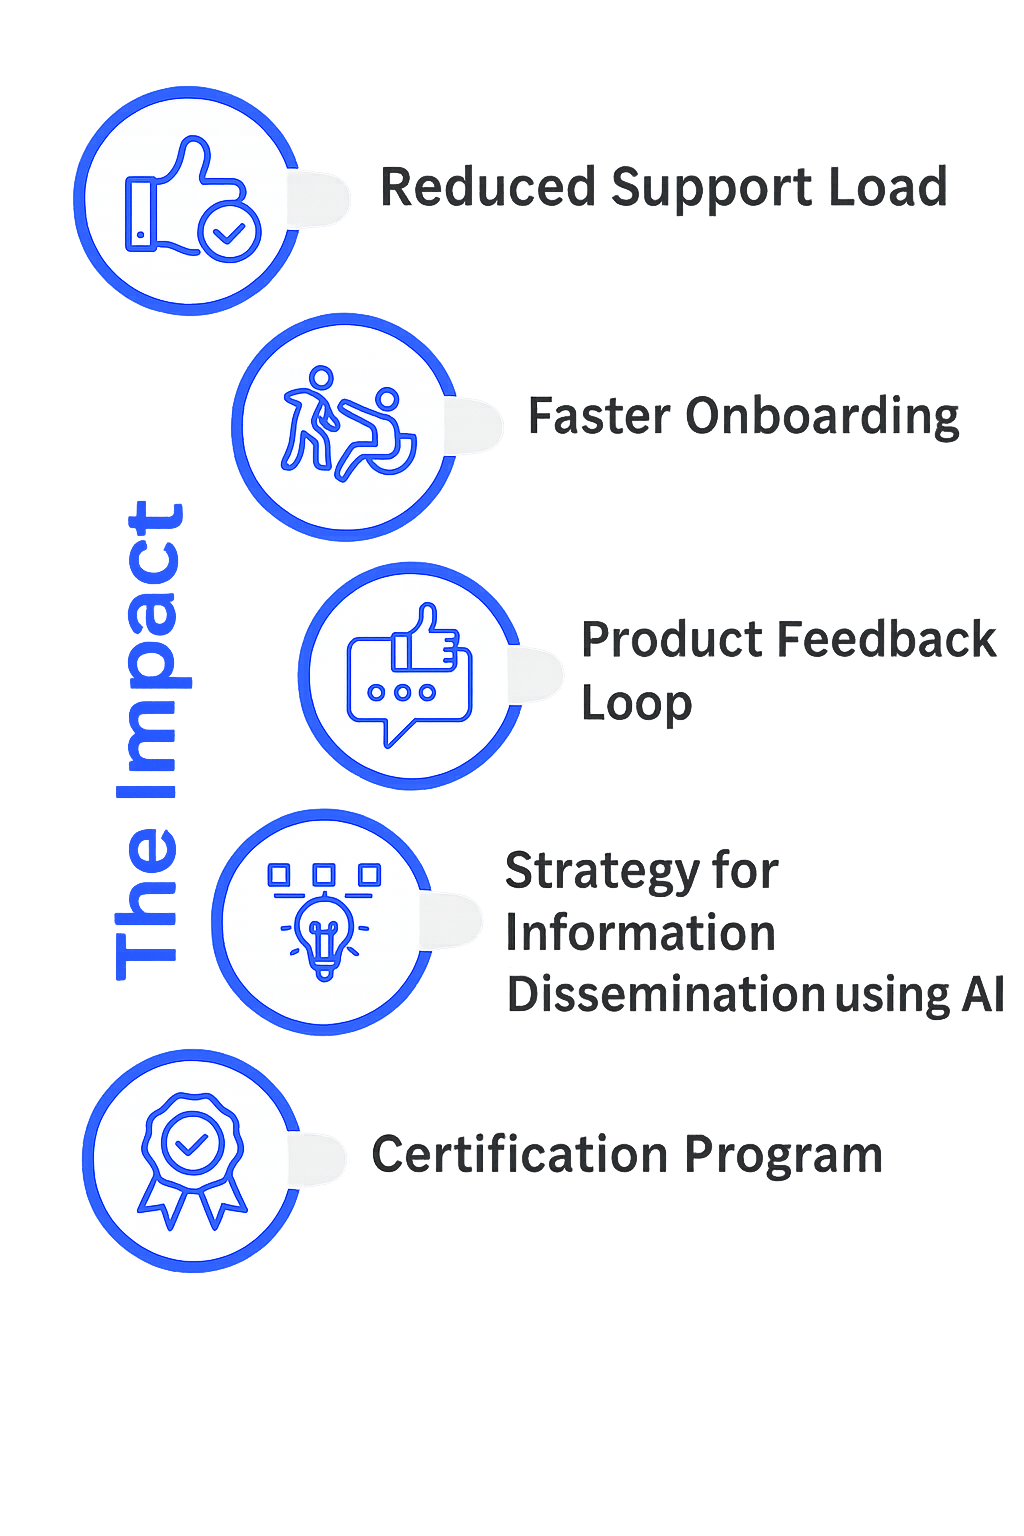 The Impact
Reduced Support Load
Faster Onboarding
Product Feedback
Loop
Strategy for
Information
Dissemination using AI
Certification Program